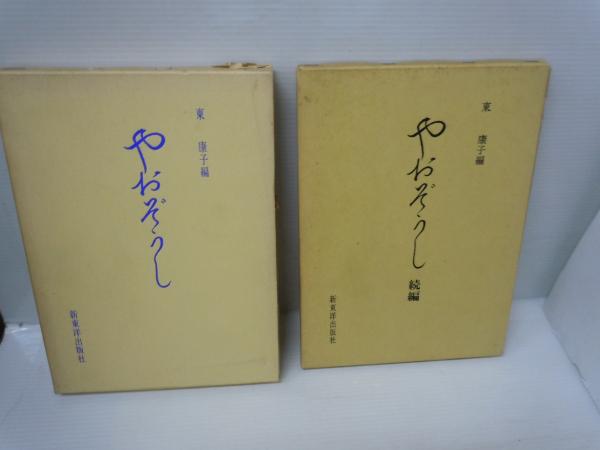 東 康子編
やおぞうし
新東洋出版社
東 康子編
やおぞうし
続編
新東洋出版社